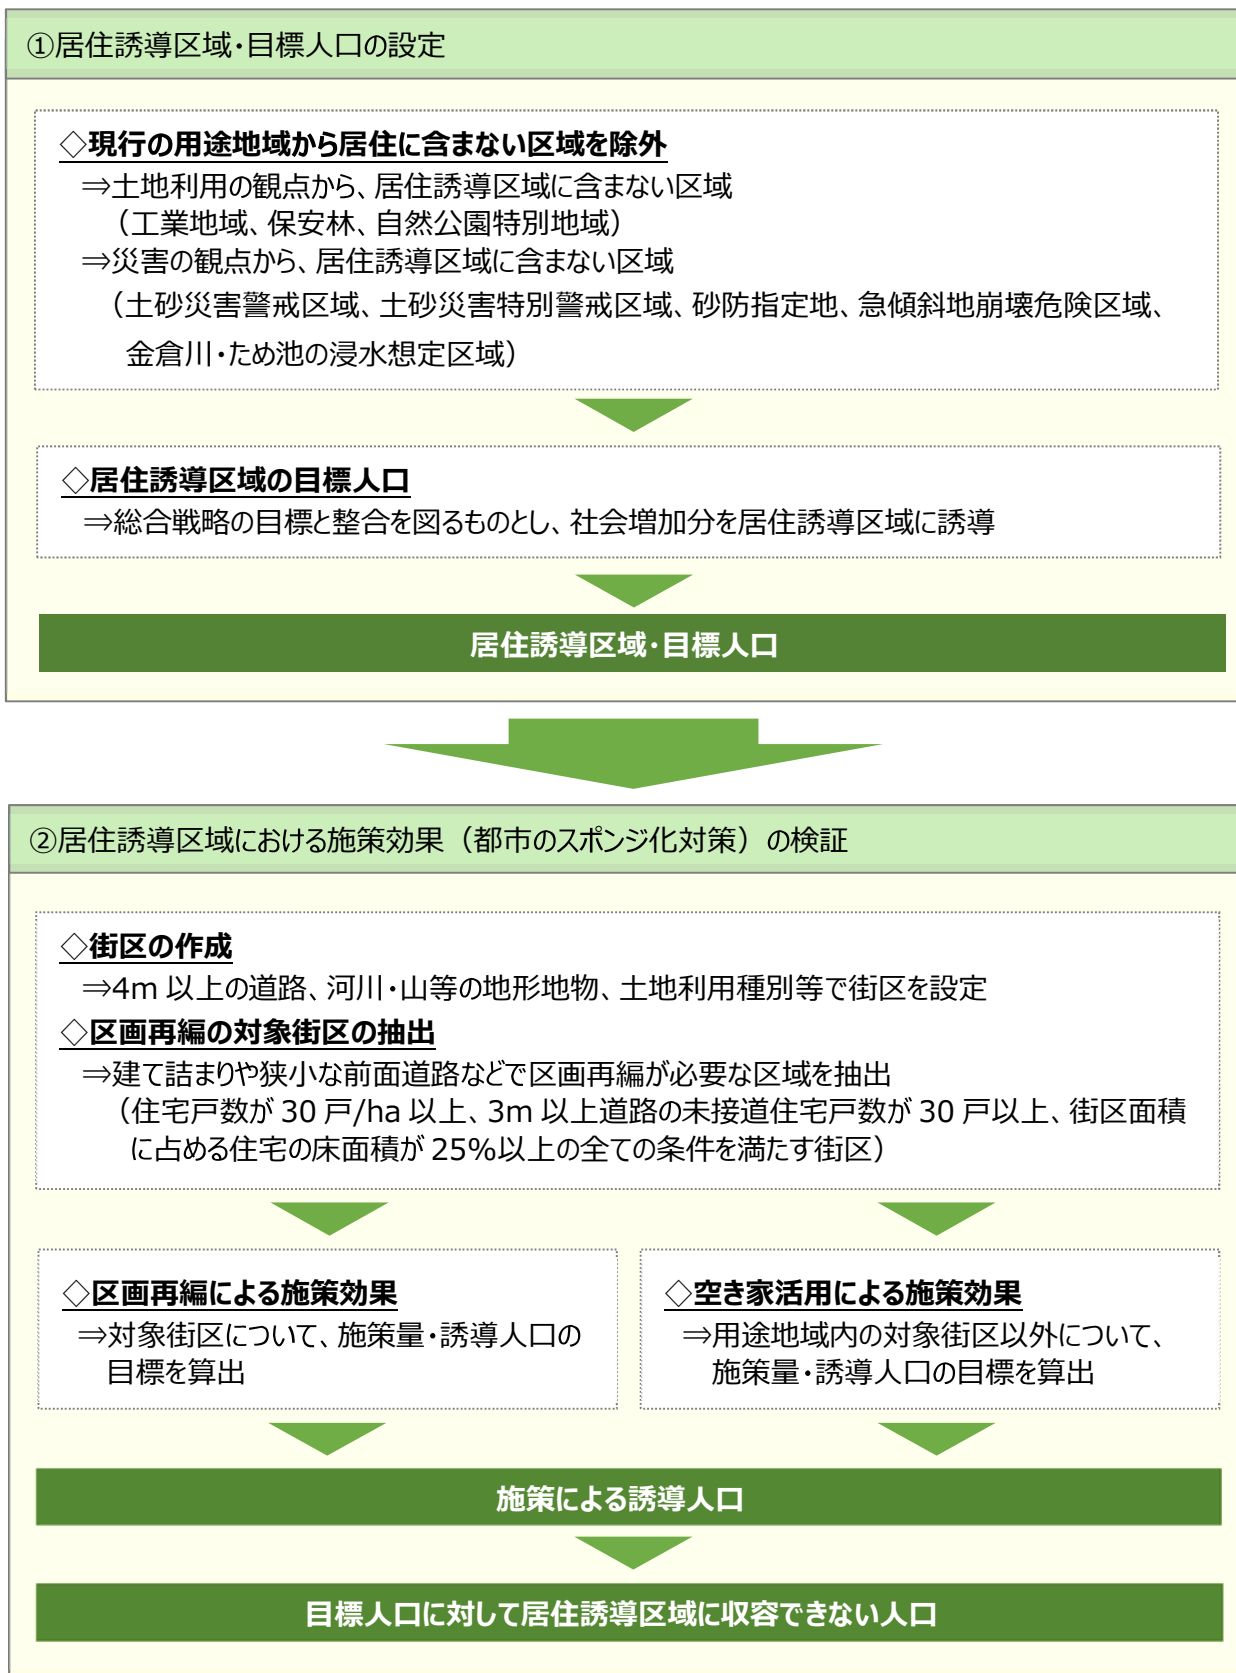 ①居住誘導区域・目標人口の設定
◇現行の用途地域から居住に含まない区域を除外
⇒土地利用の観点から、居住誘導区域に含まない区域
（工業地域、保安林、自然公園特別地域）
⇒災害の観点から、居住誘導区域に含まない区域
（土砂災害警戒区域、土砂災害特別警戒区域、砂防指定地、急傾斜地崩壊危険区域、
金倉川・ため池の浸水想定区域）
◇居住誘導区域の目標人口
⇒総合戦略の目標と整合を図るものとし、社会増加分を居住誘導区域に誘導
居住誘導区域・目標人口
②居住誘導区域における施策効果（都市のスポンジ化対策）の検証
◇街区の作成
⇒4m 以上の道路、河川・山等の地形地物、土地利用種別等で街区を設定
◇区画再編の対象街区の抽出
⇒建て詰まりや狭小な前面道路などで区画再編が必要な区域を抽出
（住宅戸数が 30 戸/ha 以上、3m 以上道路の未接道住宅戸数が 30 戸以上、街区面積
に占める住宅の床面積が 25%以上の全ての条件を満たす街区）
◇区画再編による施策効果
⇒対象街区について、施策量・誘導人口の
目標を算出
◇空き家活用による施策効果
⇒用途地域内の対象街区以外について、
施策量・誘導人口の目標を算出
施策による誘導人口
目標人口に対して居住誘導区域に収容できない人口